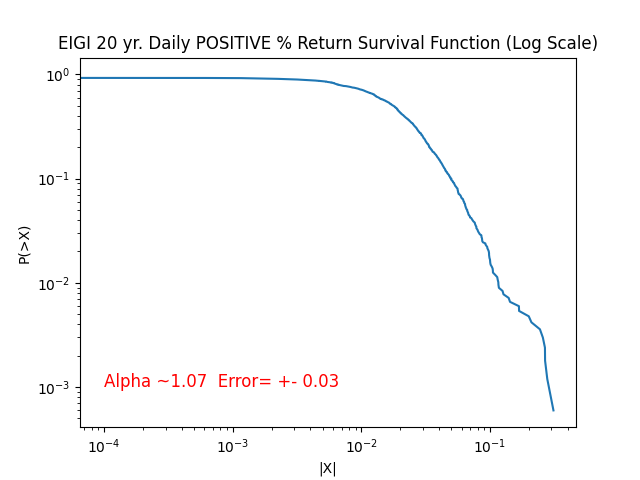 EIGI 20 yr. Daily POSITIVE % Return Survival Function (Log Scale)
10⁰
10⁻¹
10⁻²
10⁻³
P(>X)
Alpha ~1.07  Error= +- 0.03
10⁻⁴ 10⁻³ 10⁻² 10⁻¹
|X|